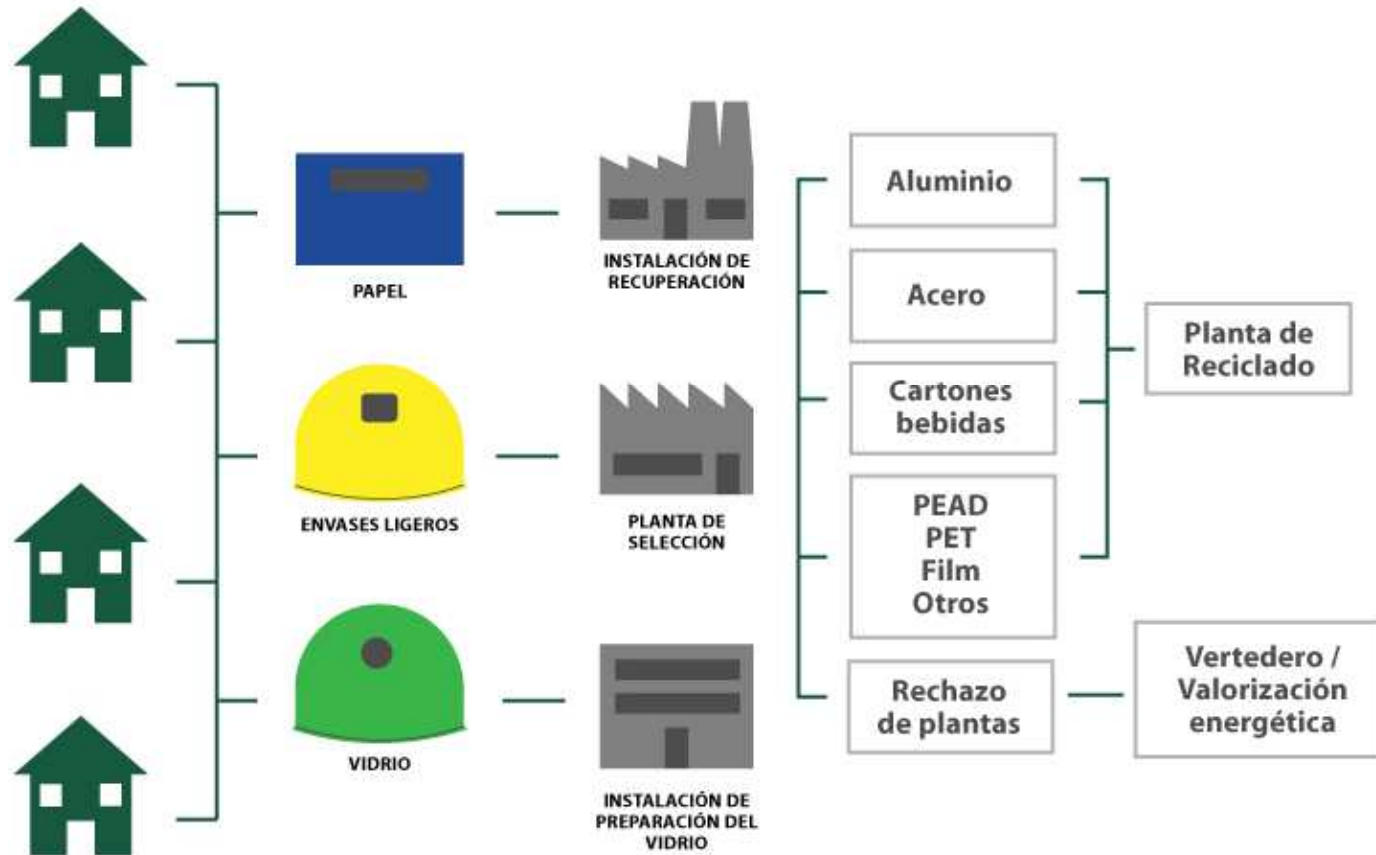 PAPEL
INSTALACIÓN DE
RECUPERACIÓN
ENVASES LIGEROS
PLANTA DE
SELECCIÓN
VIDRIO
INSTALACIÓN DE
PREPARACIÓN DEL
VIDRIO
Aluminio
Acero
Cartones
bebidas
PEAD
PET
Film
Otros
Rechazo
de plantas
Planta de
Reciclado
Vertedero /
Valorización
energética